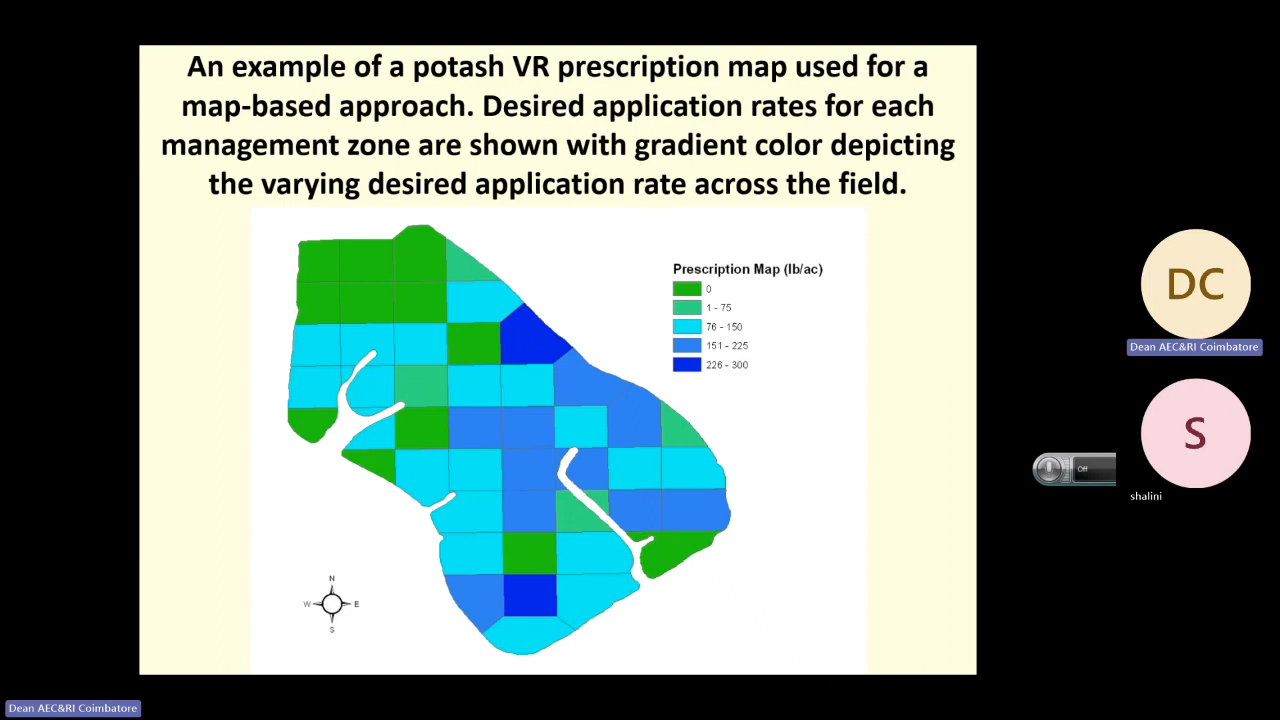 An example of a potash VR prescription map used for a
map-based approach. Desired application rates for each
management zone are shown with gradient color depicting
the varying desired application rate across the field.
Prescription Map (lb/ac)
0
1 - 75
76 - 150
151 - 225
226 - 300
N
W E
S
DC
Dean AEC&RI Coimbatore
S
Off
shalini
Dean AEC&RI Coimbatore